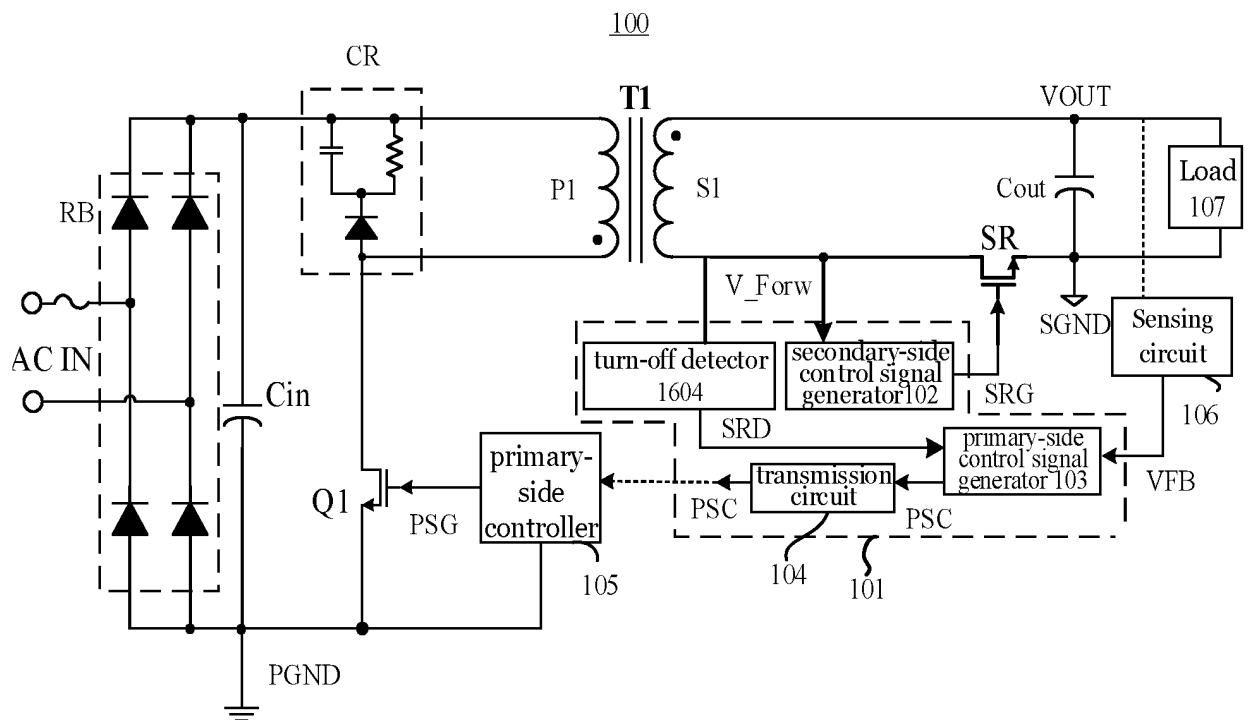 100
CR
T1
VOUT
RB
P1
S1
Cout
Load
107
SR
V_Forw
SGND
Sensing
circuit
106
AC IN
Cin
turn-off detector
1604
secondary-side
control signal
generator102
SRG
SRD
primary-side
control signal
generator 103
VFB
primary-
side
controller
105
transmission
circuit
104
PSC
PSC
101
Q1
PSG
PGND